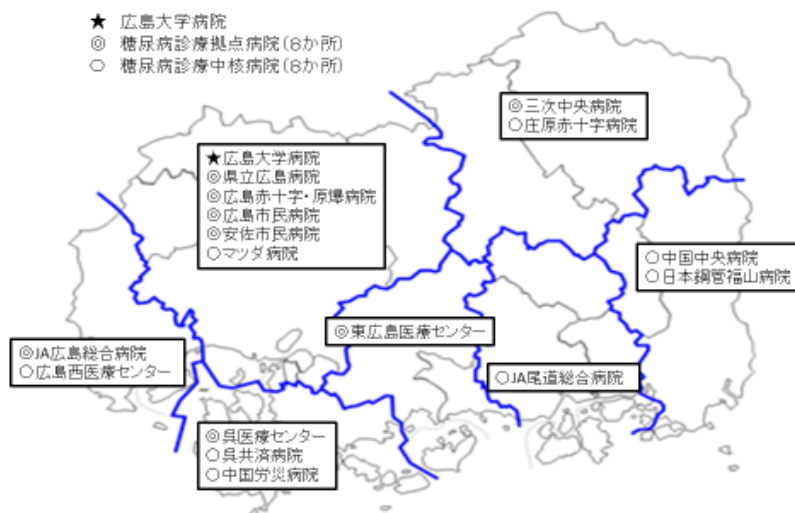 ★ 広島大学病院
◎ 糖尿病診療拠点病院(8か所)
○ 糖尿病診療中核病院(8か所)
◎三次中央病院
○庄原赤十字病院
★広島大学病院
◎県立広島病院
◎広島赤十字・原爆病院
◎広島市民病院
◎安佐市民病院
○マツダ病院
○中国中央病院
○日本鋼管福山病院
◎東広島医療センター
◎JA広島総合病院
○広島西医療センター
○JA尾道総合病院
◎呉医療センター
○呉共済病院
○中国労災病院